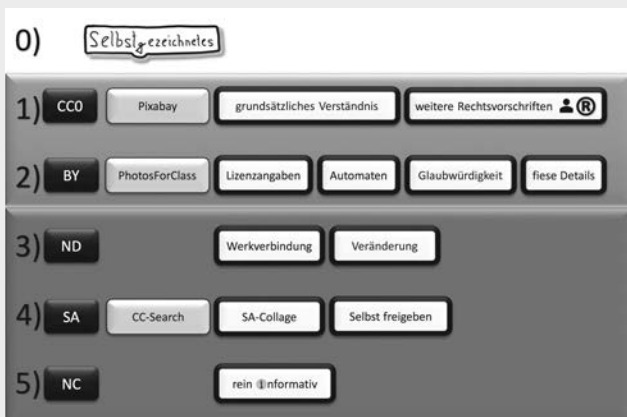 0) Selbstgezeichnetes
1) CC0 Pixabay grundsätzliches Verständnis weitere Rechtsvorschriften ®
2) BY PhotosForClass Lizenzangaben Automaten Glaubwürdigkeit fiese Details
3) ND Werkverbindung Veränderung
4) SA CC-Search SA-Collage Selbst freigeben
5) NC rein informativ